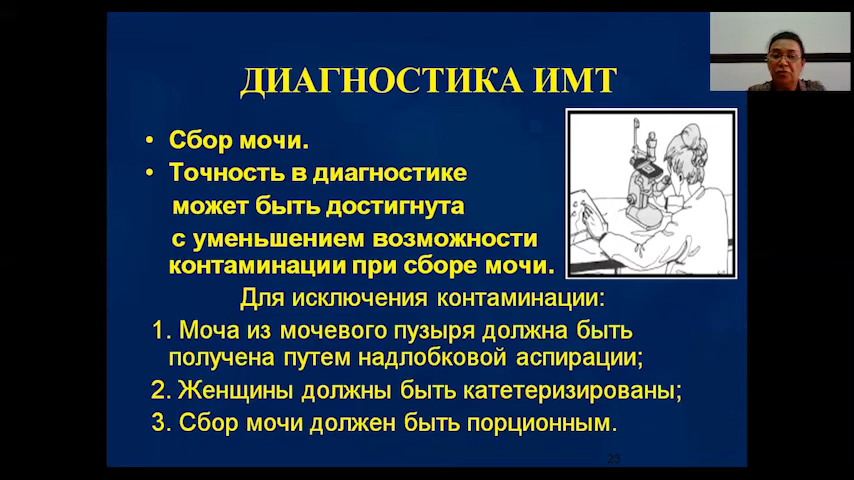 ДИАГНОСТИКА ИМТ
• Сбор мочи.
• Точность в диагностике
может быть достигнута
с уменьшением возможности
контаминации при сборе мочи.
Для исключения контаминации:
1. Моча из мочевого пузыря должна быть
получена путем надлобковой аспирации;
2. Женщины должны быть катетеризированы;
3. Сбор мочи должен быть порционным.
23